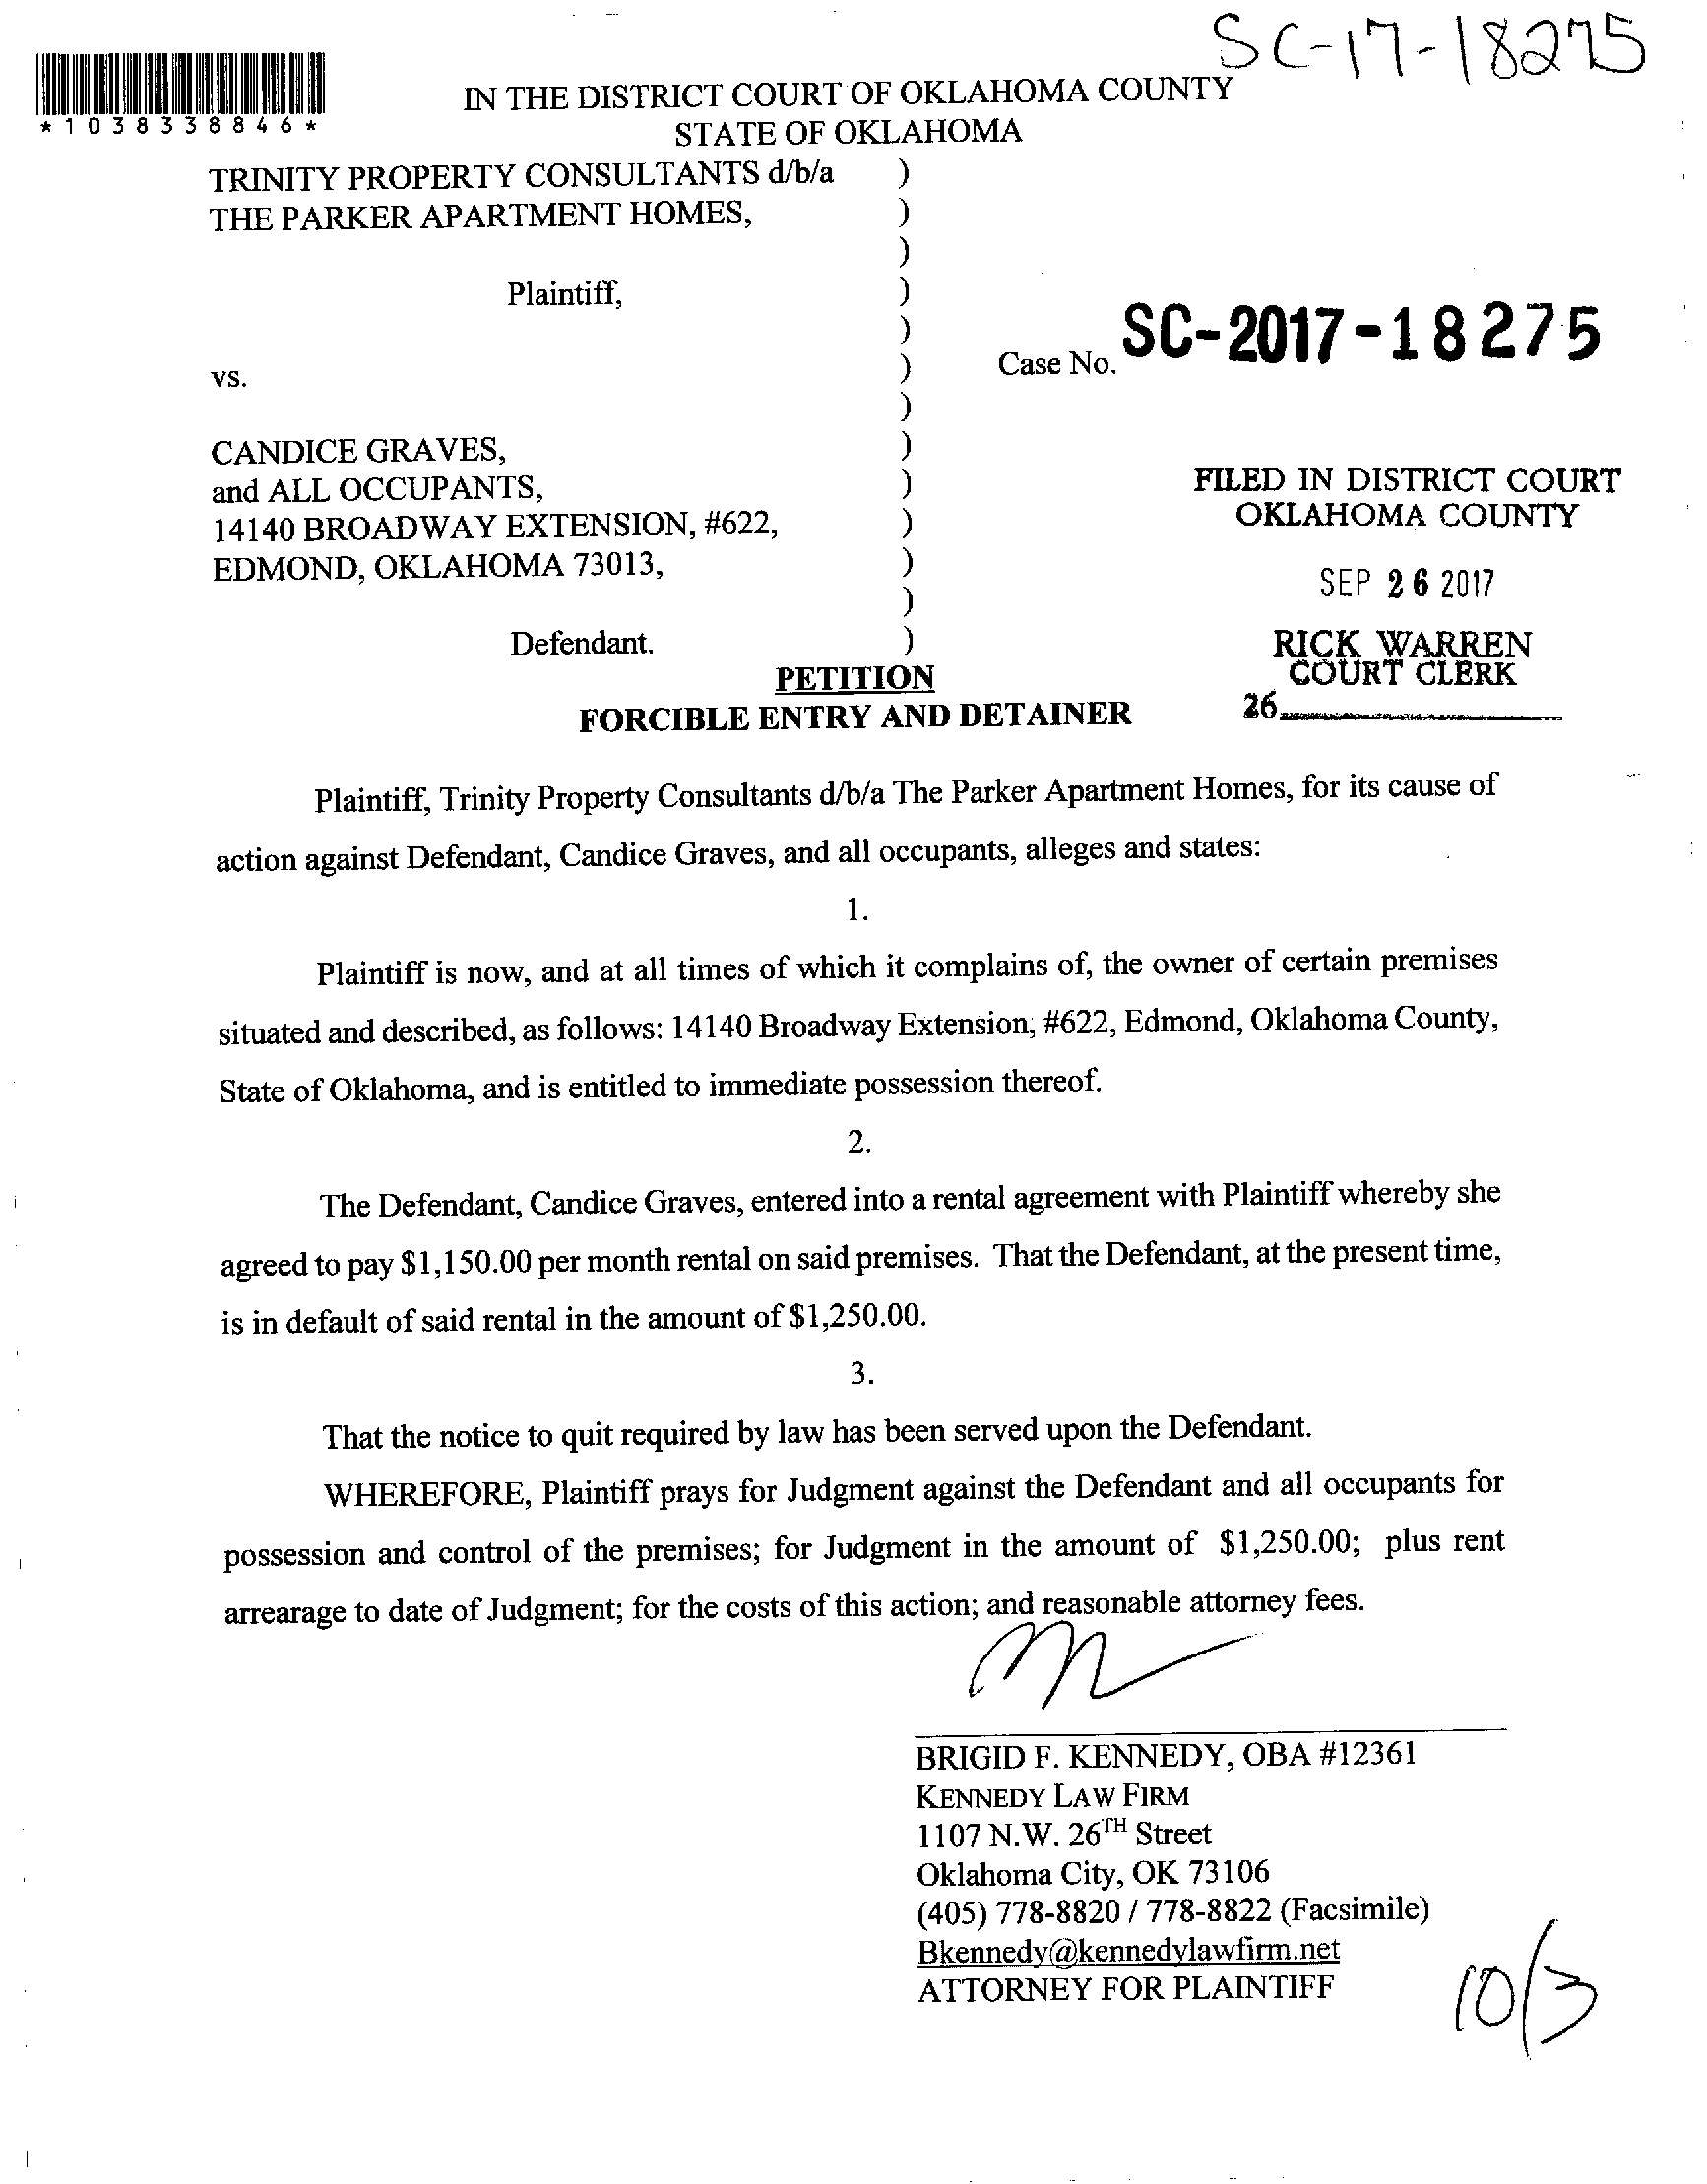 SC-17-18275
*1038338846*
IN THE DISTRICT COURT OF OKLAHOMA COUNTY
STATE OF OKLAHOMA
TRINITY PROPERTY CONSULTANTS d/b/a )
THE PARKER APARTMENT HOMES, )
)
Plaintiff, )
)
vs. )
Case No. SC-2017-18275
)
CANDICE GRAVES, )
and ALL OCCUPANTS, )
14140 BROADWAY EXTENSION, #622, )
EDMOND, OKLAHOMA 73013, )
)
Defendant. )
FILED IN DISTRICT COURT
OKLAHOMA COUNTY
SEP 26 2017
RICK WARREN
COURT CLERK
26
PETITION
FORCIBLE ENTRY AND DETAINER
Plaintiff, Trinity Property Consultants d/b/a The Parker Apartment Homes, for its cause of
action against Defendant, Candice Graves, and all occupants, alleges and states:
1.
Plaintiff is now, and at all times of which it complains of, the owner of certain premises
situated and described, as follows: 14140 Broadway Extension, #622, Edmond, Oklahoma County,
State of Oklahoma, and is entitled to immediate possession thereof.
2.
The Defendant, Candice Graves, entered into a rental agreement with Plaintiff whereby she
agreed to pay $1,150.00 per month rental on said premises. That the Defendant, at the present time,
is in default of said rental in the amount of $1,250.00.
3.
That the notice to quit required by law has been served upon the Defendant.
WHEREFORE, Plaintiff prays for Judgment against the Defendant and all occupants for
possession and control of the premises; for Judgment in the amount of $1,250.00; plus rent
arrearage to date of Judgment; for the costs of this action; and reasonable attorney fees.
BRIGID F. KENNEDY, OBA #12361
KENNEDY LAW FIRM
1107 N.W. 26TH Street
Oklahoma City, OK 73106
(405) 778-8820 / 778-8822 (Facsimile)
Bkennedy@kennedylawfirm.net
ATTORNEY FOR PLAINTIFF
10/3